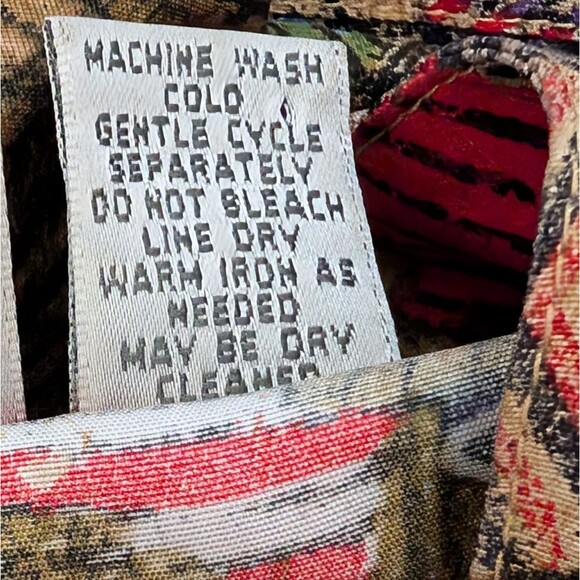 MACHINE WASH
COLD
GENTLE CYCLE
SEPARATELY
DO NOT BLEACH
LINE DRY
WARM IRON AS
NEEDED
MAY BE DRY
CLEANED